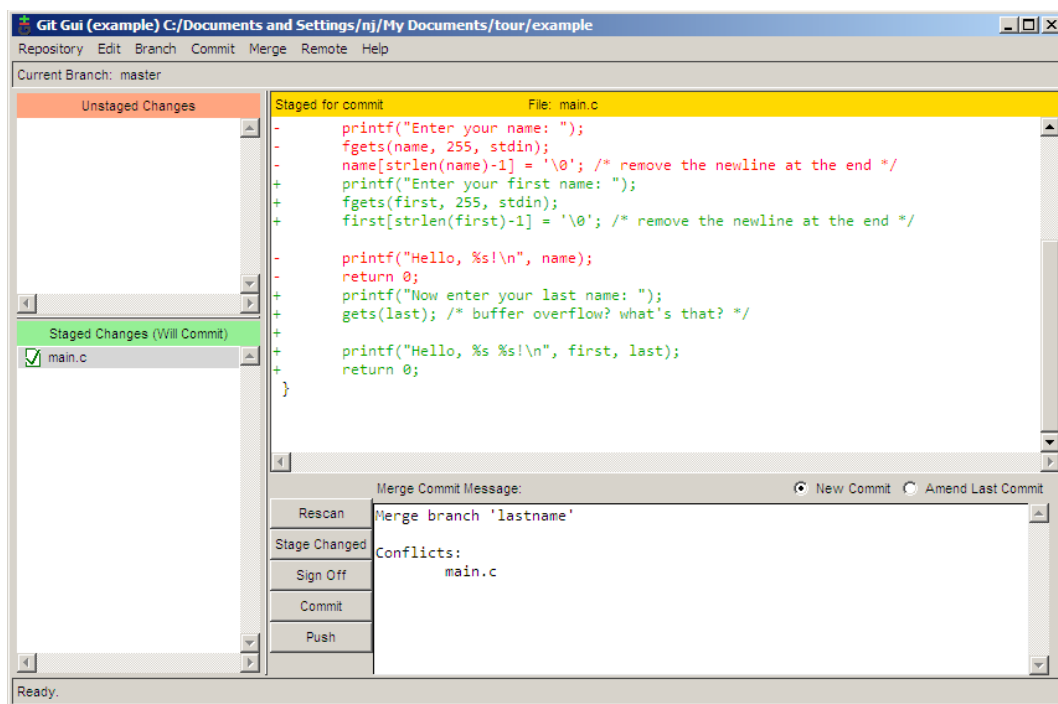 Git Gui (example) C:/Documents and Settings/nj/My Documents/tour/example
Repository Edit Branch Commit Merge Remote Help
Current Branch: master
Unstaged Changes
Staged Changes (Will Commit)
main.c
Staged for commit File: main.c
- printf("Enter your name: ");
- fgets(name, 255, stdin);
- name[strlen(name)-1] = '\0'; /* remove the newline at the end */
+ printf("Enter your first name: ");
+ fgets(first, 255, stdin);
+ first[strlen(first)-1] = '\0'; /* remove the newline at the end */
- printf("Hello, %s!\n", name);
- return 0;
+ printf("Now enter your last name: ");
+ gets(last); /* buffer overflow? what's that? */
+
+ printf("Hello, %s %s!\n", first, last);
+ return 0;
}
Merge Commit Message: New Commit Amend Last Commit
Rescan
Stage Changed
Sign Off
Commit
Push
Merge branch 'lastname'
Conflicts:
main.c
Ready.